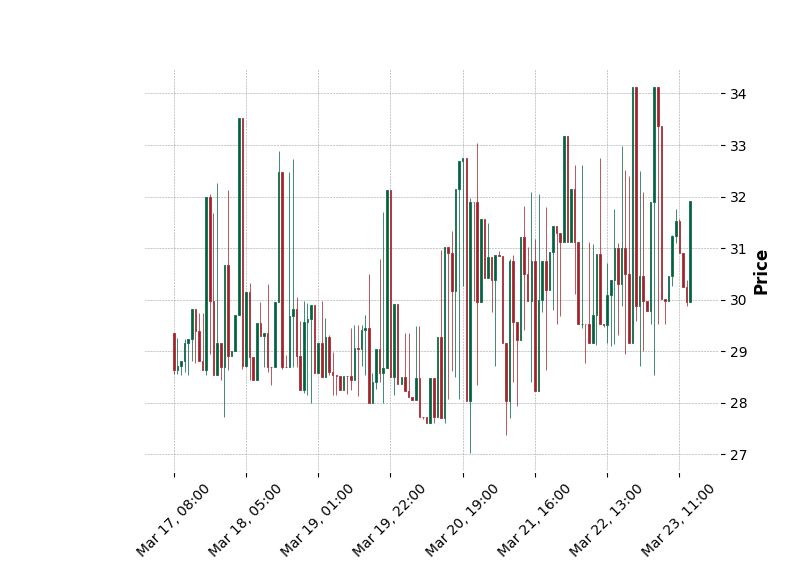 34
33
32
31
30
29
28
27
Price
Mar 17, 08:00
Mar 18, 05:00
Mar 19, 01:00
Mar 19, 22:00
Mar 20, 19:00
Mar 21, 16:00
Mar 22, 13:00
Mar 23, 11:00